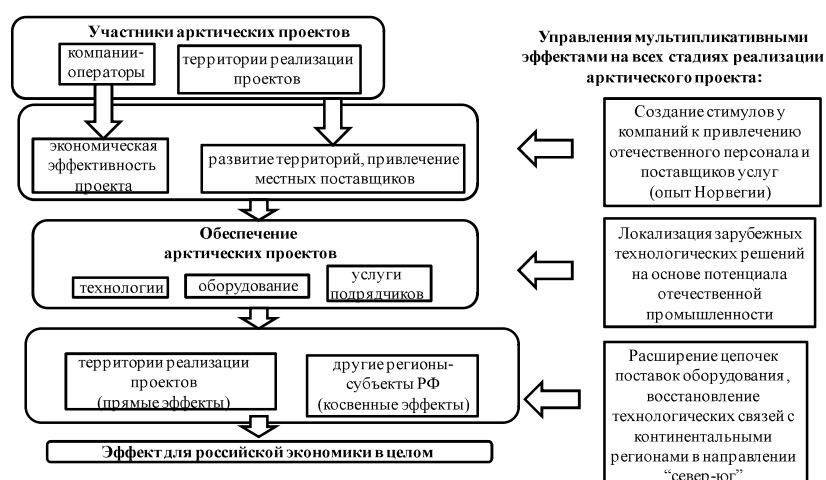 Участники арктических проектов
компании-
операторы
территории реализации
проектов
экономическая
эффективность
проекта
развитие территорий, привлечение
местных поставщиков
Обеспечение
арктических проектов
технологии
оборудование
услуги
подрядчиков
территории реализации
проектов
(прямые эффекты)
другие регионы-
субъекты РФ
(косвенные эффекты)
Эффект для российской экономики в целом
Управления мультипликативными
эффектами на всех стадиях реализации
арктического проекта:
Создание стимулов у
компаний к привлечению
отечественного персонала и
поставщиков услуг
(опыт Норвегии)
Локализация зарубежных
технологических решений
на основе потенциала
отечественной
промышленности
Расширение цепочек
поставок оборудования ,
восстановление
технологических связей с
континентальными
регионами в направлении
“север-юг”